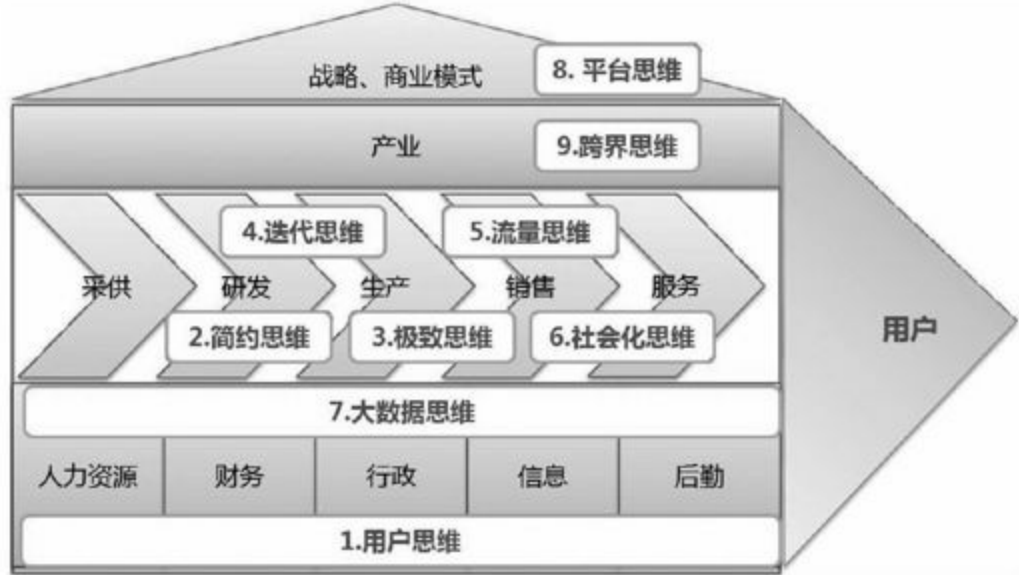 战略、商业模式
8. 平台思维
产业
9.跨界思维
4.迭代思维
5.流量思维
采供
研发
生产
销售
服务
用户
2.简约思维
3.极致思维
6.社会化思维
7.大数据思维
人力资源
财务
行政
信息
后勤
1.用户思维